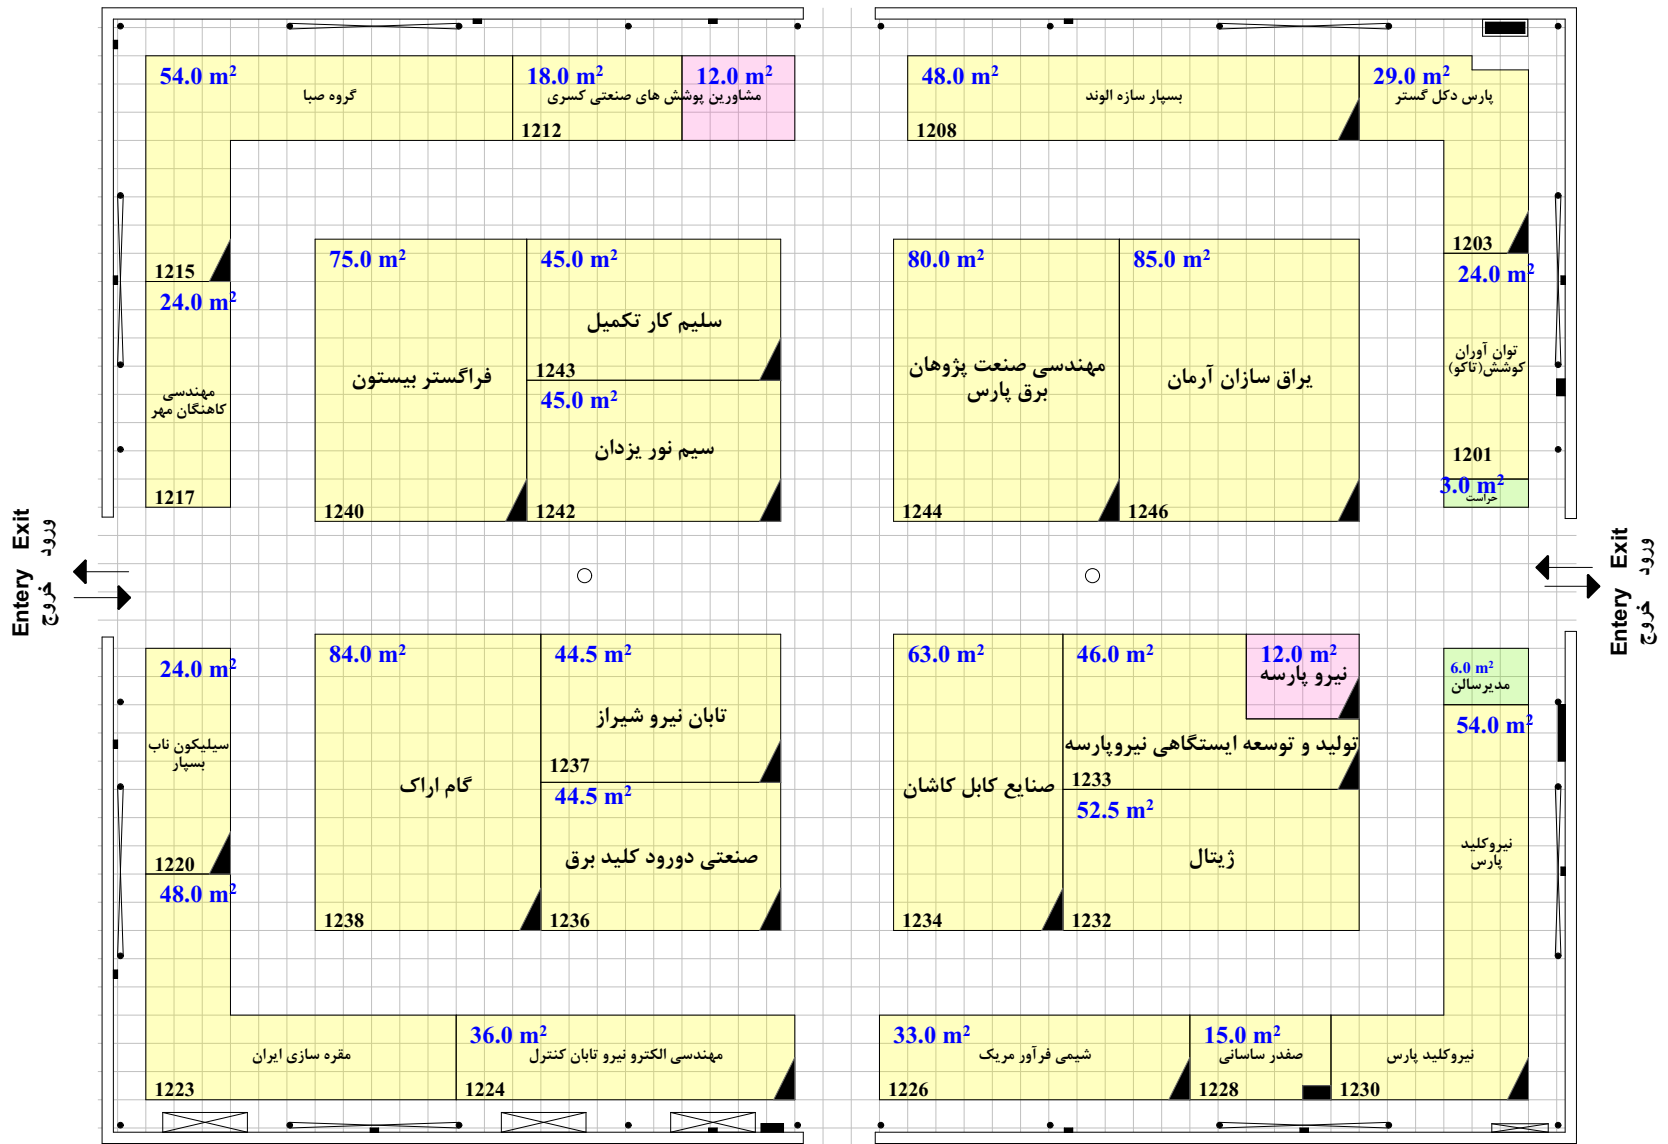 54.0 m²
گروه صبا
1215
18.0 m²
12.0 m²
مشاورین پوشش های صنعتی کسری
1212
48.0 m²
بسپار سازه الوند
1208
29.0 m²
پارس دکل گستر
1203
24.0 m²
مهندسی
کاهنگان مهر
1217
75.0 m²
فراگستر بیستون
1240
45.0 m²
سلیم کار تکمیل
1243
45.0 m²
سیم نور یزدان
1242
80.0 m²
مهندسی صنعت پژوهان
برق پارس
1244
85.0 m²
یراق سازان آرمان
1246
24.0 m²
توان آوران
کوشش(تاکو)
1201
3.0 m²
حراست
Entery Exit
ورود خروج
Entery Exit
ورود خروج
24.0 m²
سیلیکون ناب
بسپار
1220
84.0 m²
گام اراک
1238
44.5 m²
تابان نیرو شیراز
1237
44.5 m²
صنعتی دورود کلید برق
1236
63.0 m²
صنایع کابل کاشان
1234
46.0 m²
12.0 m²
نیرو پارسه
تولید و توسعه ایستگاهی نیروپارسه
1233
52.5 m²
ژیتال
1232
6.0 m²
مدیرسالن
54.0 m²
نیروکلید
پارس
48.0 m²
مقره سازی ایران
1223
36.0 m²
مهندسی الکترو نیرو تابان کنترل
1224
33.0 m²
شیمی فرآور مریک
1226
15.0 m²
صفدر ساسانی
1228
نیروکلید پارس
1230